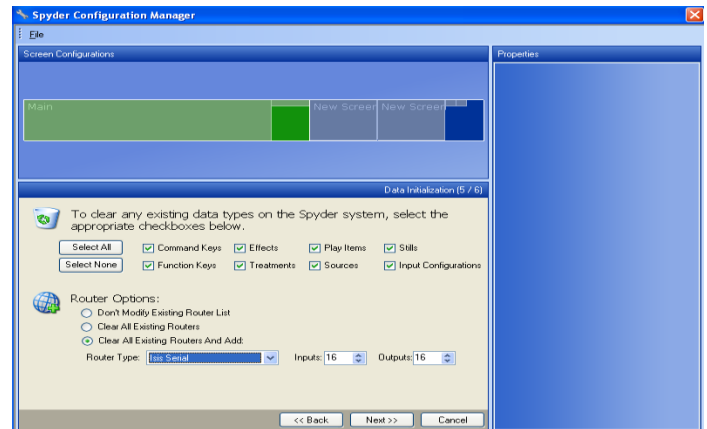 Spyder Configuration Manager
File
Screen Configurations
Properties
Main
New Screen New Screen
Data Initialization (5 / 6)
To clear any existing data types on the Spyder system, select the
appropriate checkboxes below.
Select All Command Keys Effects Play Items Stills
Select None Function Keys Treatments Sources Input Configurations
Router Options:
Don't Modify Existing Router List
Clear All Existing Routers
Clear All Existing Routers And Add:
Router Type: Isis Serial Inputs: 16 Outputs: 16
<< Back Next >> Cancel